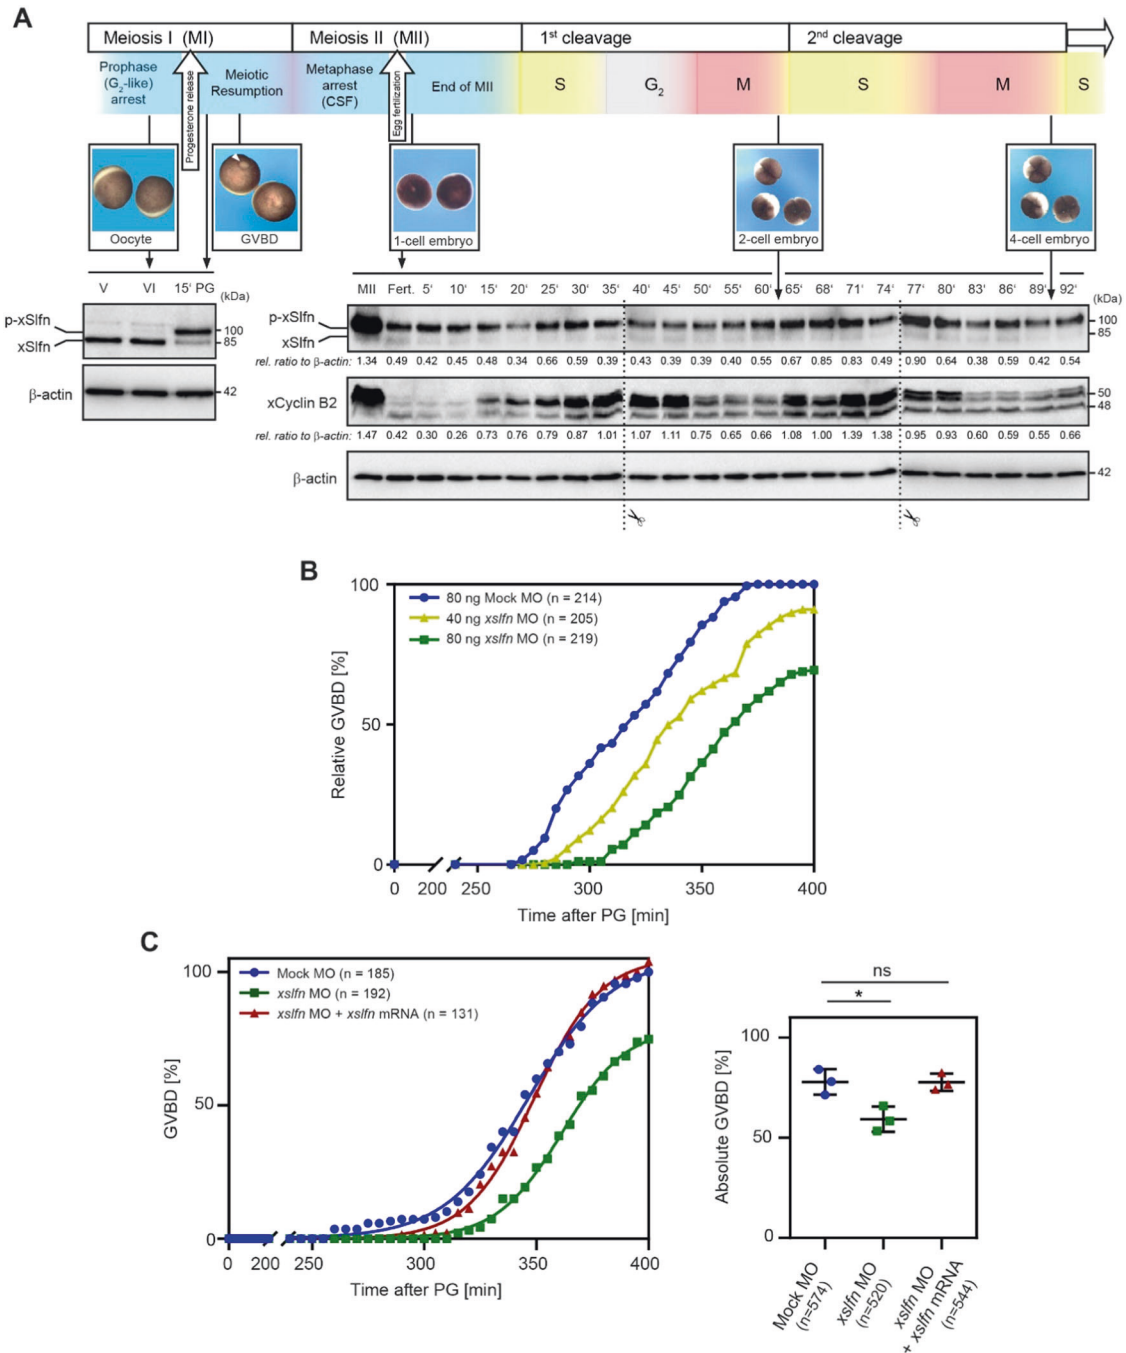 A
Meiosis I (MI)
Meiosis II (MII)
1st cleavage
2nd cleavage
Prophase
(G2-like)
arrest
Progesterone release
Meiotic
Resumption
Metaphase
arrest
(CSF)
Egg fertilization
End of MII
S
G2
M
S
M
S
Oocyte
GVBD
1-cell embryo
2-cell embryo
4-cell embryo
V VI 15' PG (kDa)
p-xSlfn
xSlfn
100
85
β-actin
42
MII Fert. 5' 10' 15' 20' 25' 30' 35' 40' 45' 50' 55' 60' 65' 68' 71' 74' 77' 80' 83' 86' 89' 92' (kDa)
p-xSlfn
xSlfn
100
85
rel. ratio to β-actin: 1.34 0.49 0.42 0.45 0.48 0.34 0.66 0.59 0.39 0.43 0.39 0.39 0.40 0.55 0.67 0.85 0.83 0.49 0.90 0.64 0.38 0.59 0.42 0.54
xCyclin B2
50
48
rel. ratio to β-actin: 1.47 0.42 0.30 0.26 0.73 0.76 0.79 0.87 1.01 1.07 1.11 0.75 0.65 0.66 1.08 1.00 1.39 1.38 0.95 0.93 0.60 0.59 0.55 0.66
β-actin
42
B
80 ng Mock MO (n = 214)
40 ng xslfn MO (n = 205)
80 ng xslfn MO (n = 219)
Relative GVBD [%]
100
50
0
0 200 250 300 350 400
Time after PG [min]
C
Mock MO (n = 185)
xslfn MO (n = 192)
xslfn MO + xslfn mRNA (n = 131)
GVBD [%]
100
50
0
0 200 250 300 350 400
Time after PG [min]
ns
*
Absolute GVBD [%]
100
50
0
Mock MO
(n=574)
xslfn MO
(n=520)
xslfn MO
+ xslfn mRNA
(n=544)